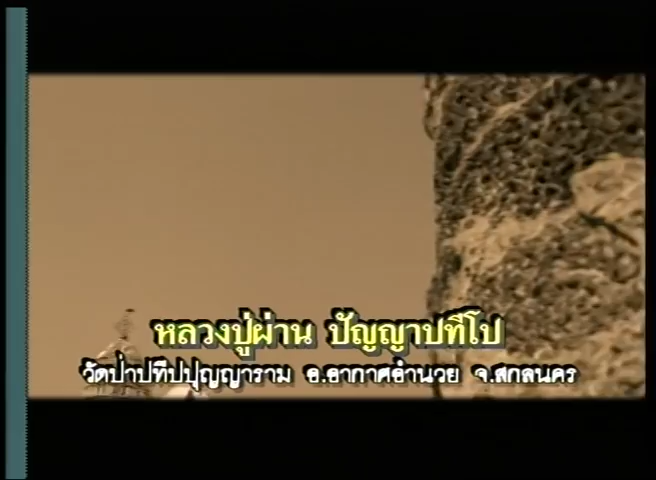 หลวงปู่ผ่าน ปัญญาปทีโป
วัดป่าปทีปปุญญาราม อ.อากาศอำนวย จ.สกลนคร